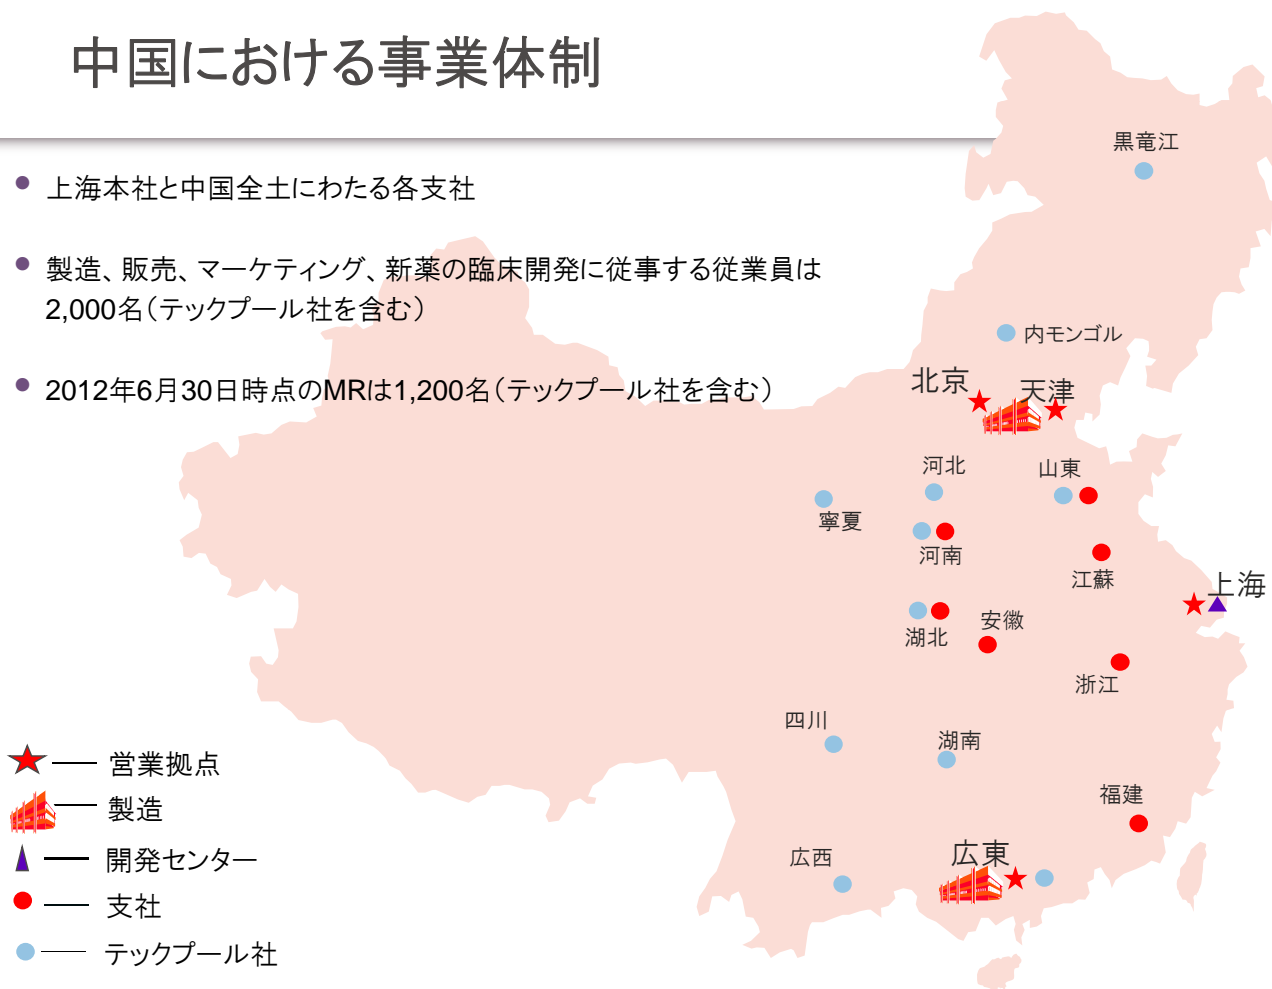 中国における事業体制
上海本社と中国全土にわたる各支社
製造、販売、マーケティング、新薬の臨床開発に従事する従業員は
2,000名（テックプール社を含む）
2012年6月30日時点のMRは1,200名（テックプール社を含む）
黒竜江
内モンゴル
北京
天津
河北
山東
寧夏
河南
江蘇
上海
湖北
安徽
浙江
四川
湖南
福建
広西
広東
営業拠点
製造
開発センター
支社
テックプール社